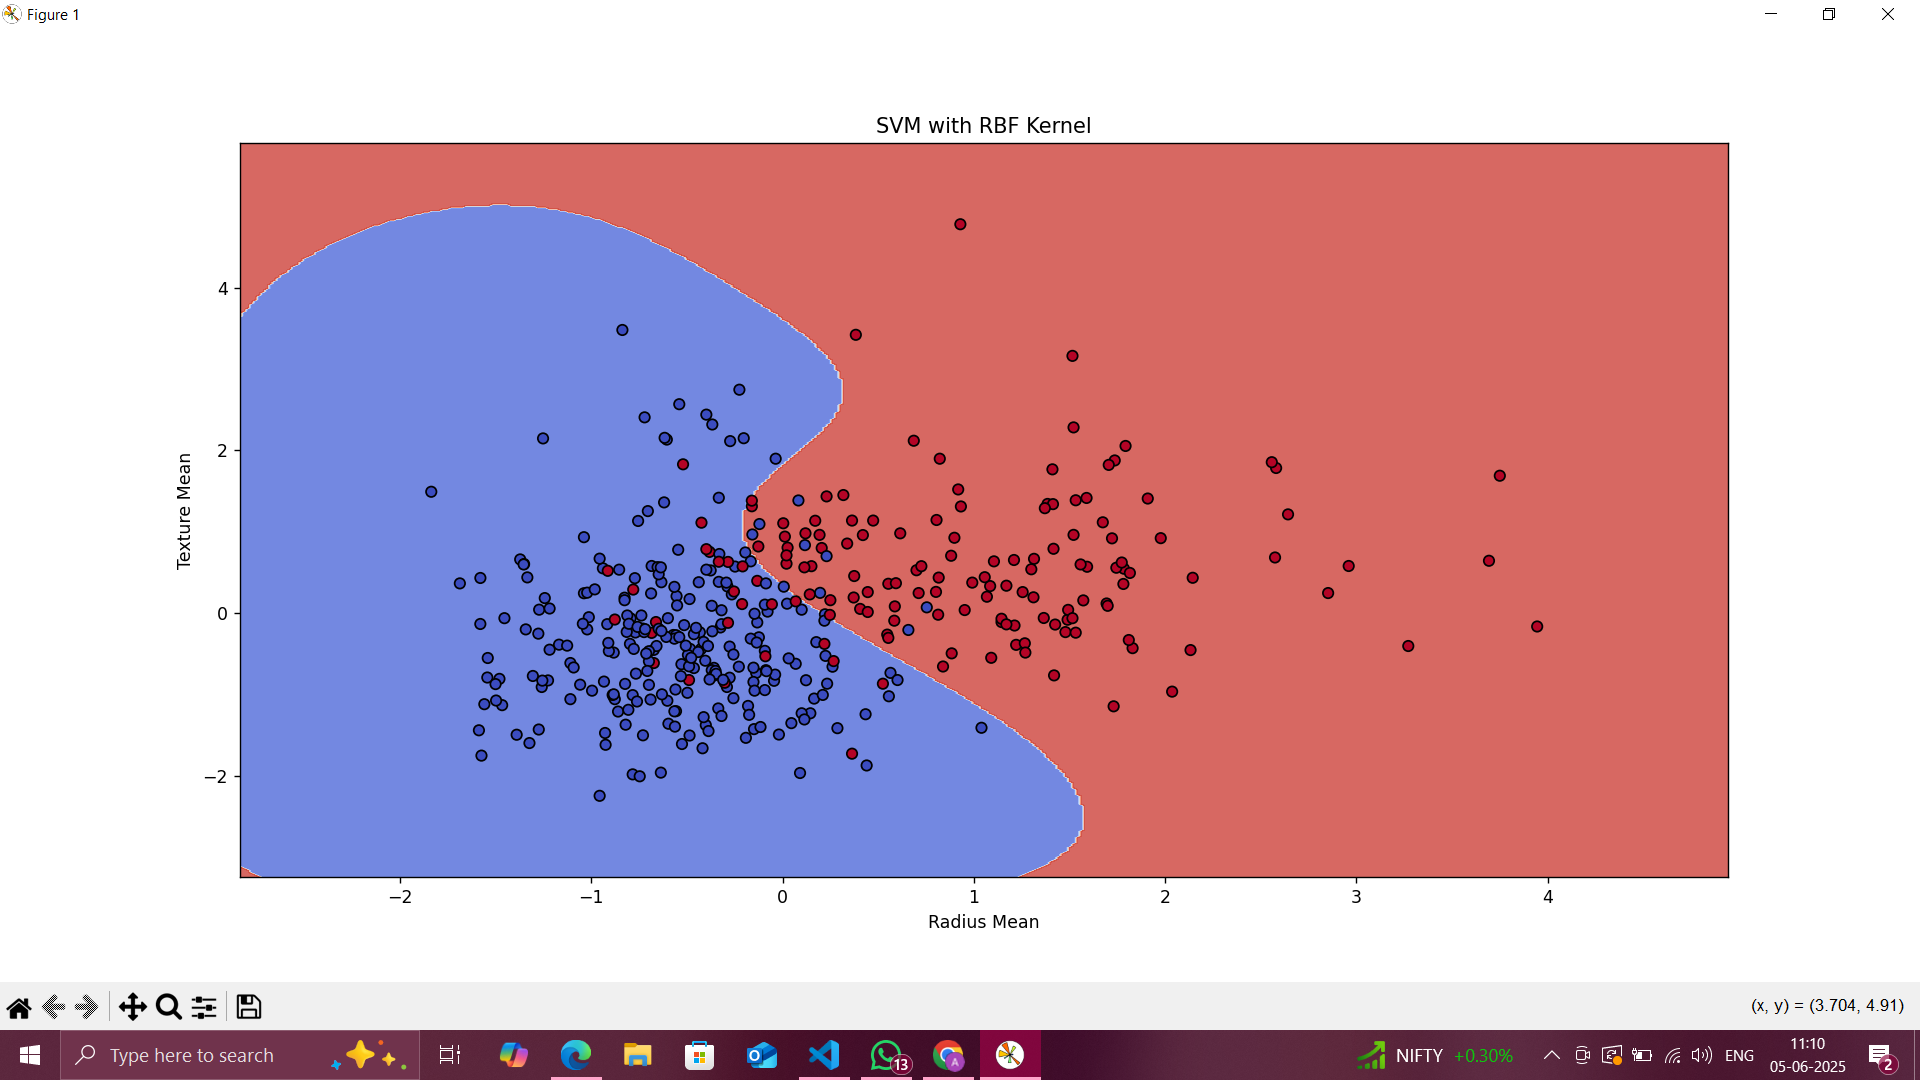 Figure 1
SVM with RBF Kernel
4
2
0
−2
Texture Mean
−2 −1 0 1 2 3 4
Radius Mean
(x, y) = (3.704, 4.91)
Type here to search
13
A
NIFTY +0.30%
ENG
11:10
05-06-2025
2